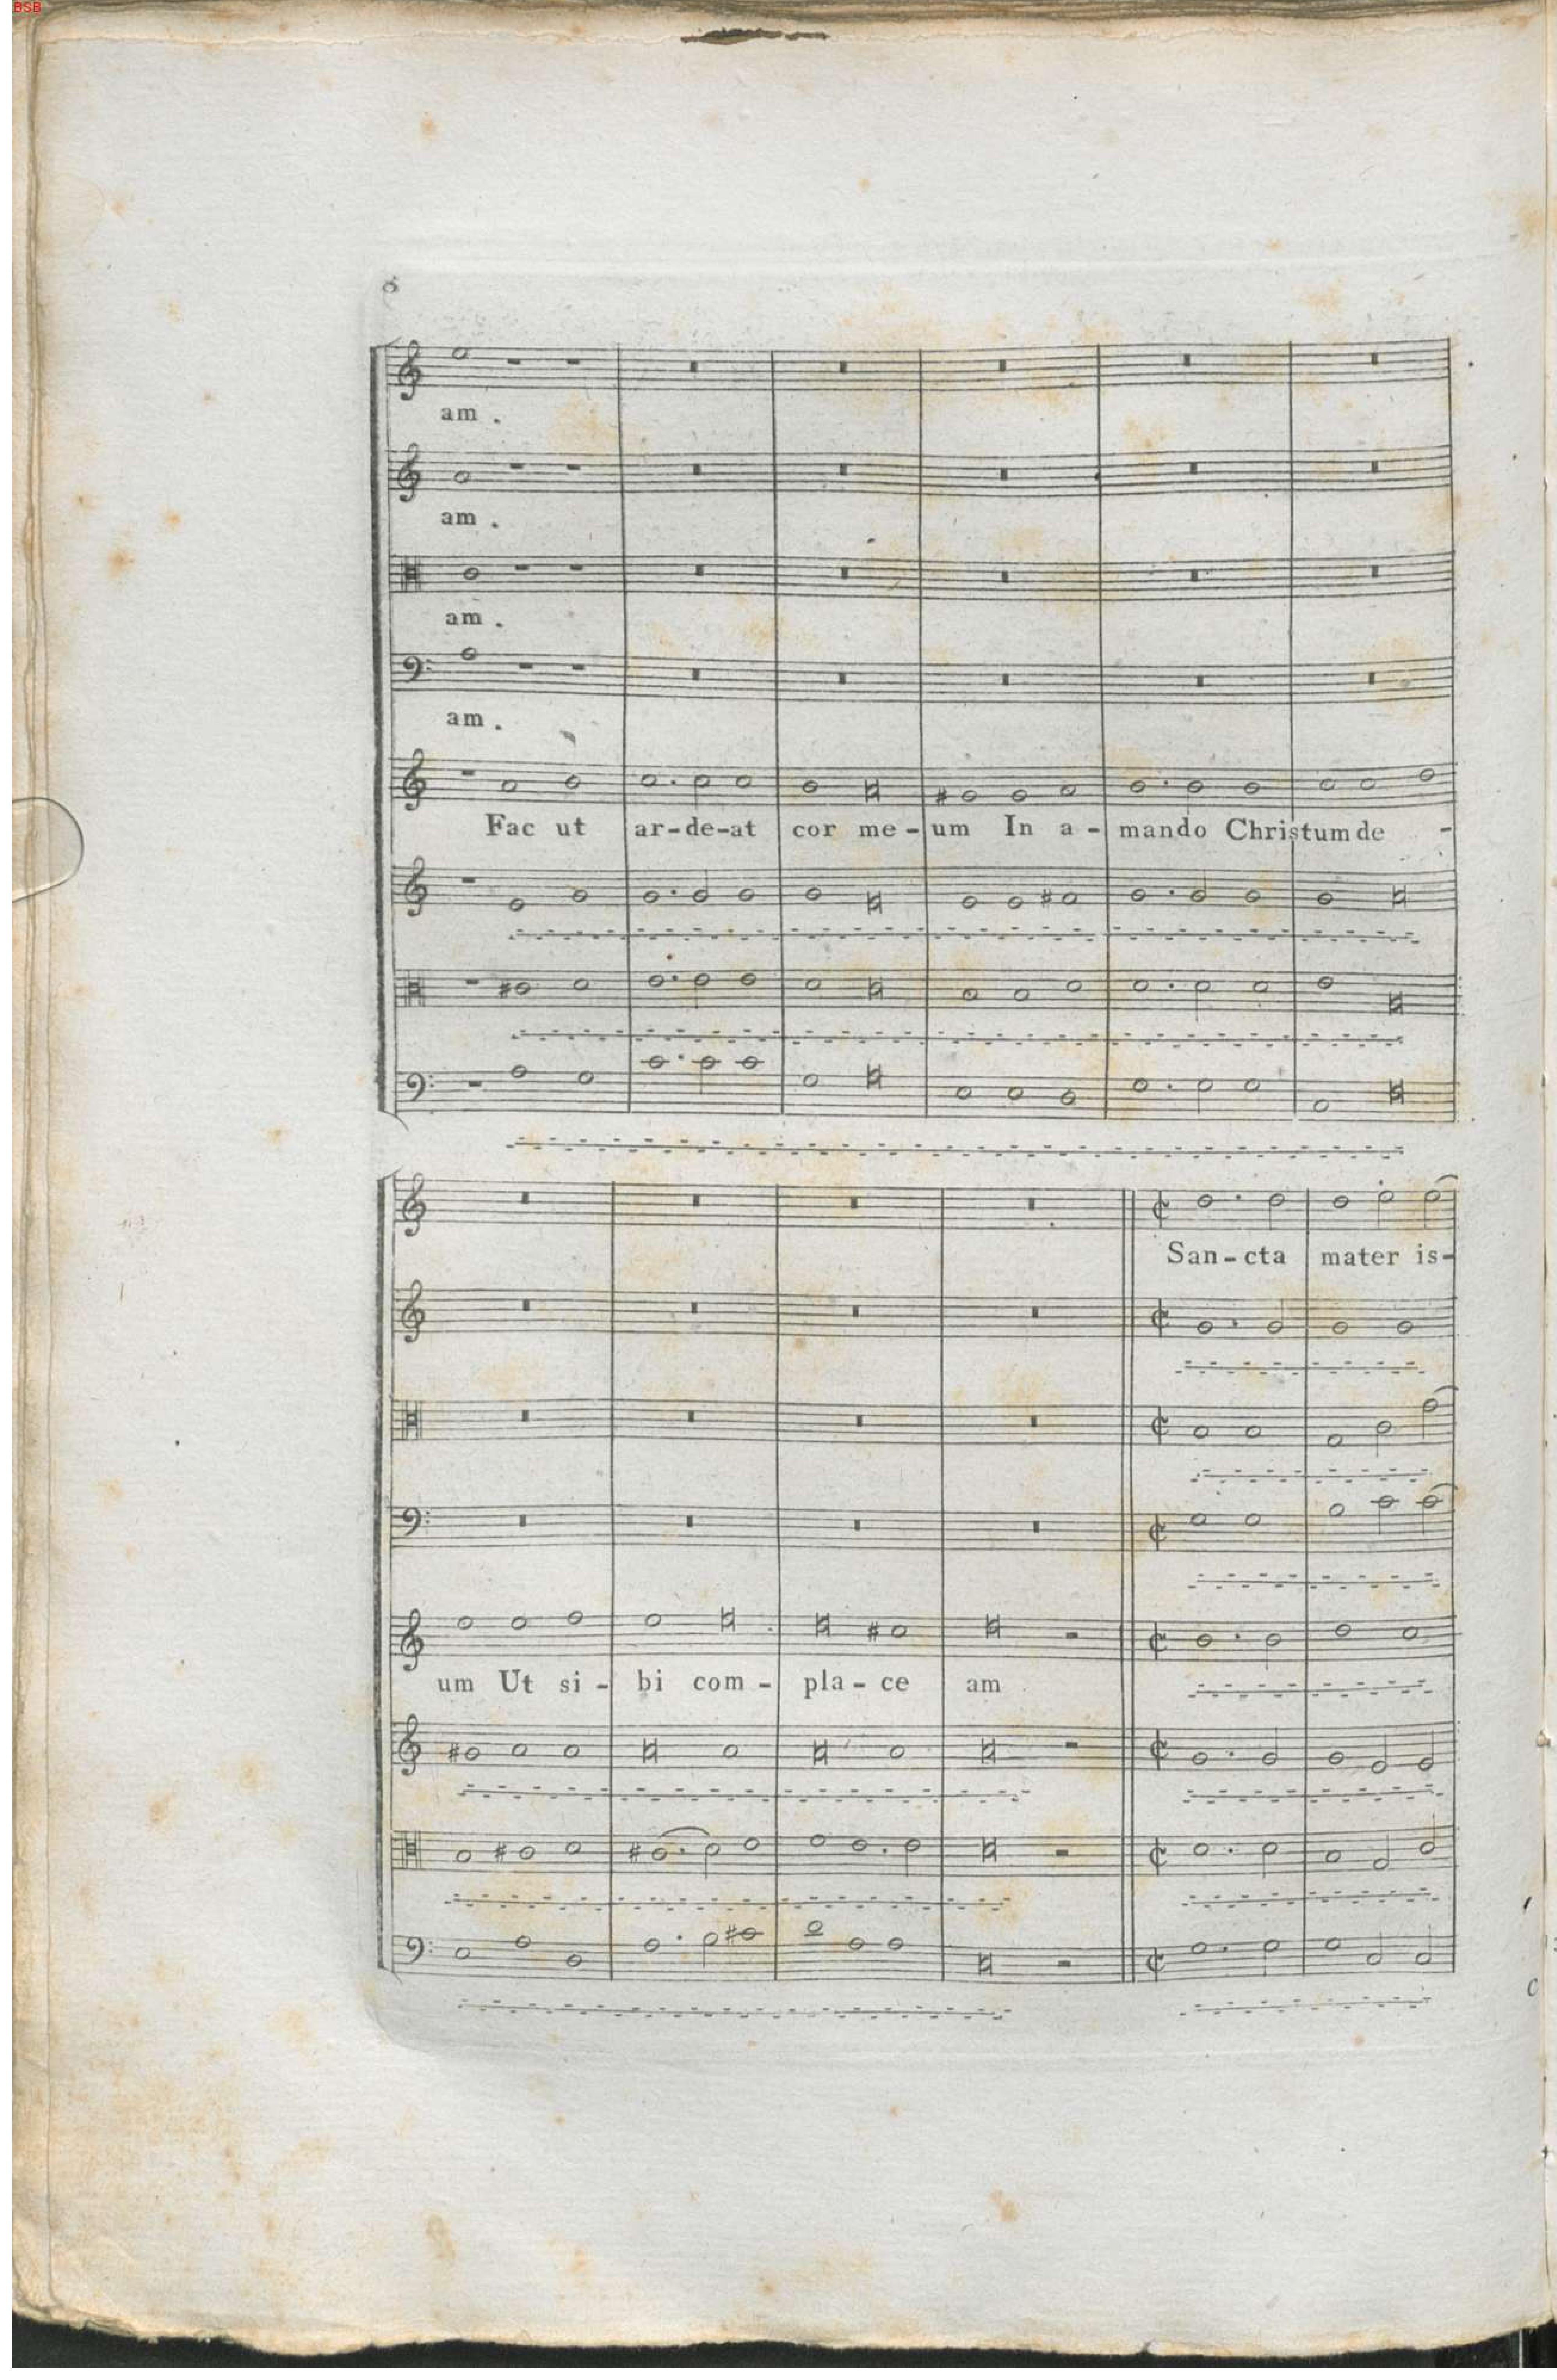 BSB
8
am .
am .
am .
am .
Fac ut ar-de-at cor me-um In a-mando Christum de -
San-cta mater is-
um Ut si-bi com-pla-ce am